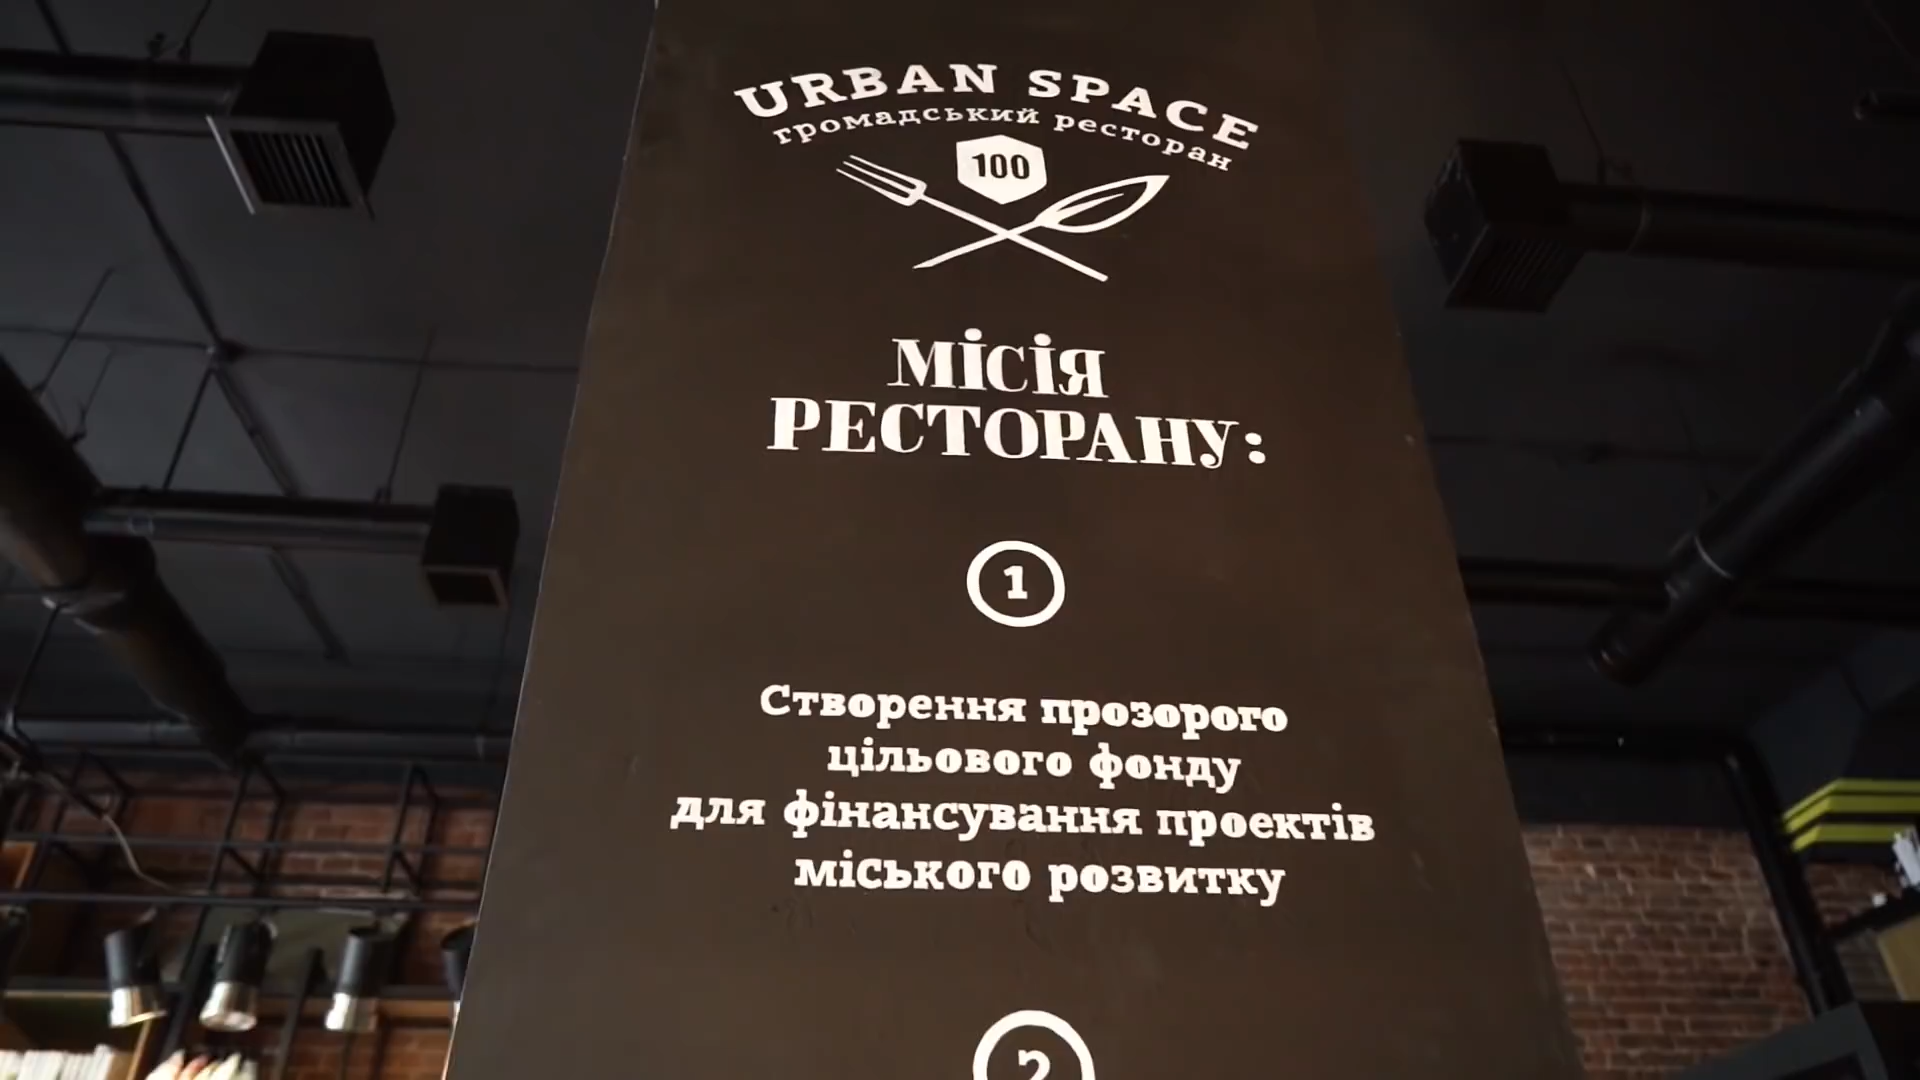 URBAN SPACE
громадський ресторан
100
МІСІЯ
РЕСТОРАНУ:
1
Створення прозорого
цільового фонду
для фінансування проектів
міського розвитку
2